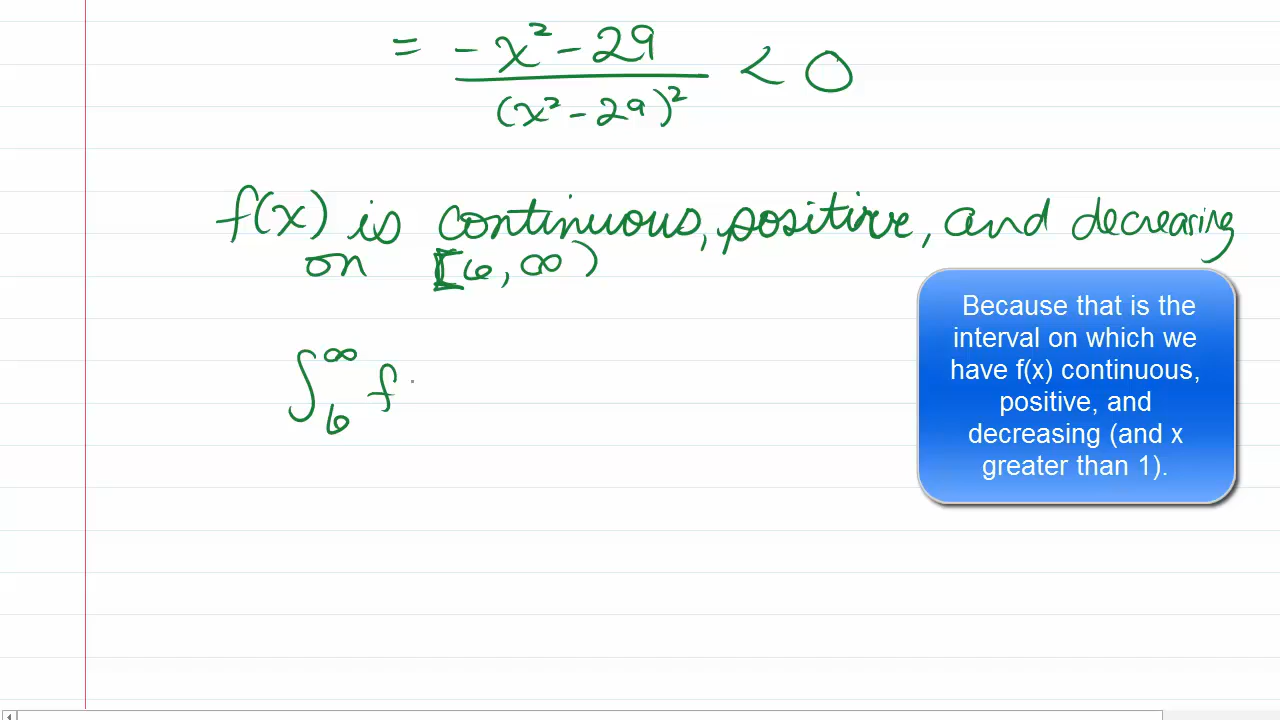 = -x² - 29 / (x² - 29)² < 0
f(x) is continuous, positive, and decreasing
on [6, ∞)
∫₆^∞ f
Because that is the
interval on which we
have f(x) continuous,
positive, and
decreasing (and x
greater than 1).